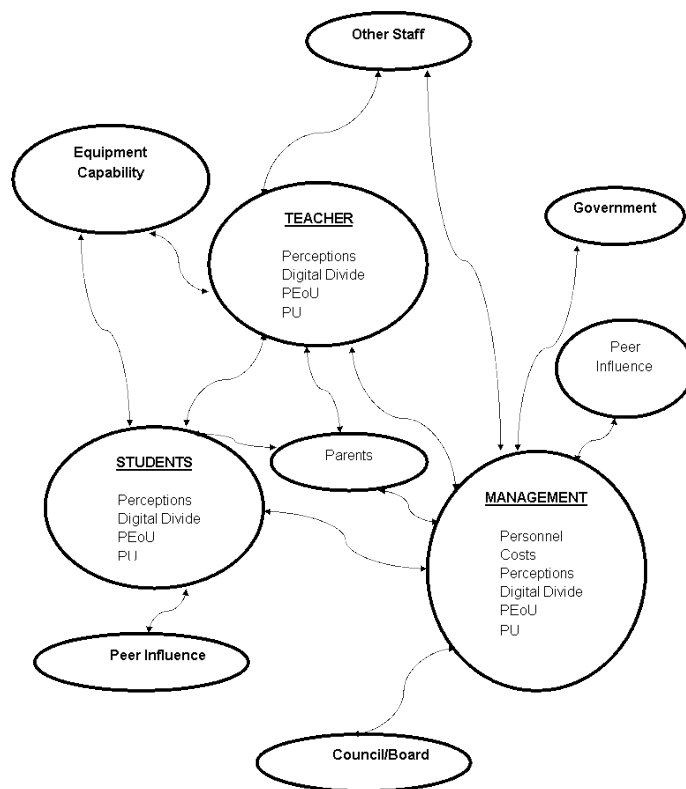 Other Staff
Equipment
Capability
TEACHER
Perceptions
Digital Divide
PEoU
PU
Government
Peer
Influence
Parents
STUDENTS
Perceptions
Digital Divide
PEoU
PU
MANAGEMENT
Personnel
Costs
Perceptions
Digital Divide
PEoU
PU
Peer Influence
Council/Board